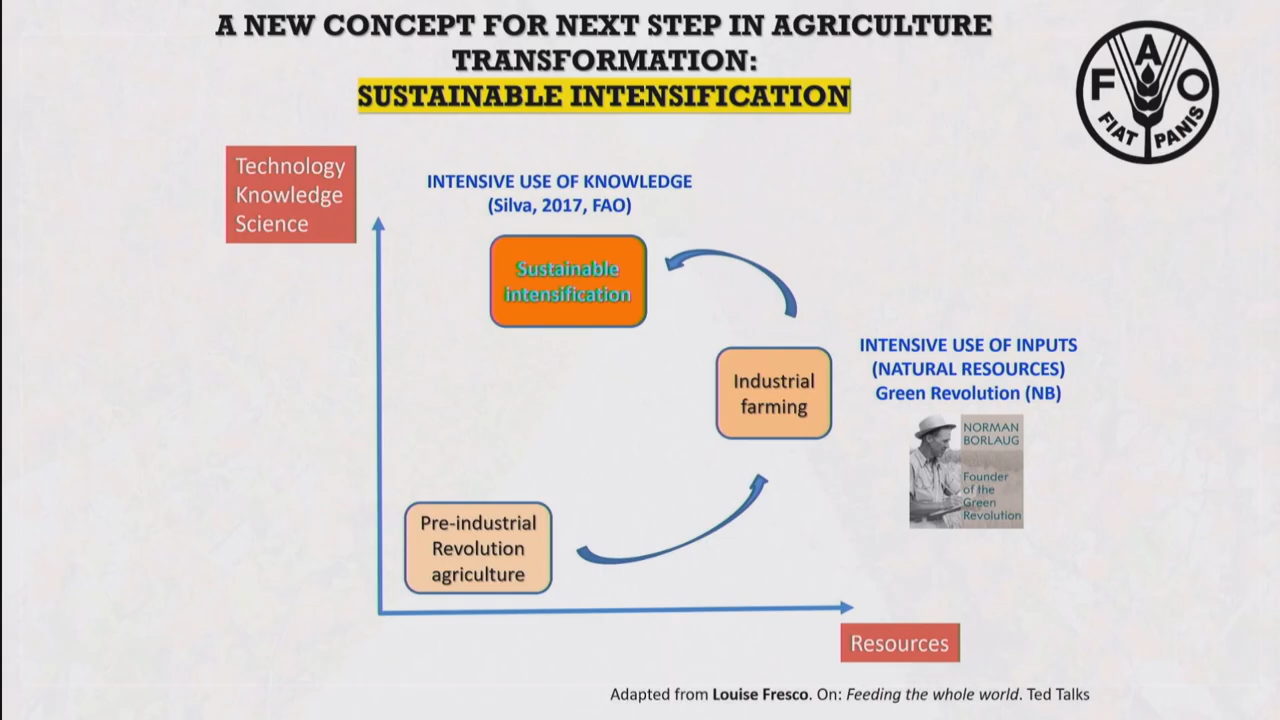 A NEW CONCEPT FOR NEXT STEP IN AGRICULTURE
TRANSFORMATION:
SUSTAINABLE INTENSIFICATION
F A O
FIAT PANIS
Technology
Knowledge
Science
INTENSIVE USE OF KNOWLEDGE
(Silva, 2017, FAO)
Sustainable
intensification
INTENSIVE USE OF INPUTS
(NATURAL RESOURCES)
Green Revolution (NB)
Industrial
farming
NORMAN
BORLAUG
Founder
of the
Green
Revolution
Pre-industrial
Revolution
agriculture
Resources
Adapted from Louise Fresco. On: Feeding the whole world. Ted Talks